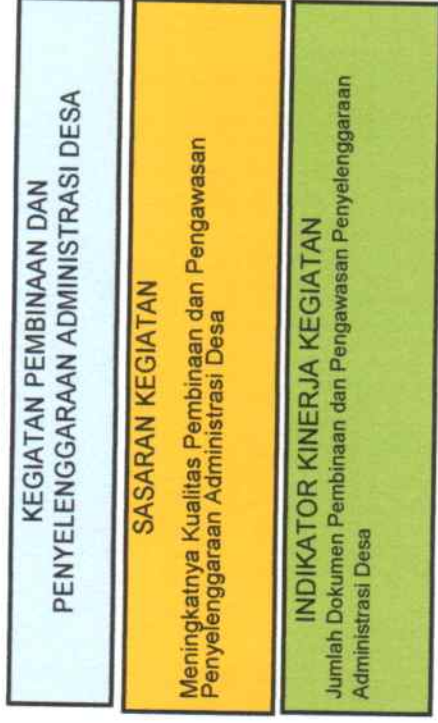 KEGIATAN PEMBINAAN DAN
PENYELENGGARAAN ADMINISTRASI DESA
SASARAN KEGIATAN
Meningkatnya Kualitas Pembinaan dan Pengawasan
Penyelenggaraan Administrasi Desa
INDIKATOR KINERJA KEGIATAN
Jumlah Dokumen Pembinaan dan Pengawasan Penyelenggaraan
Administrasi Desa